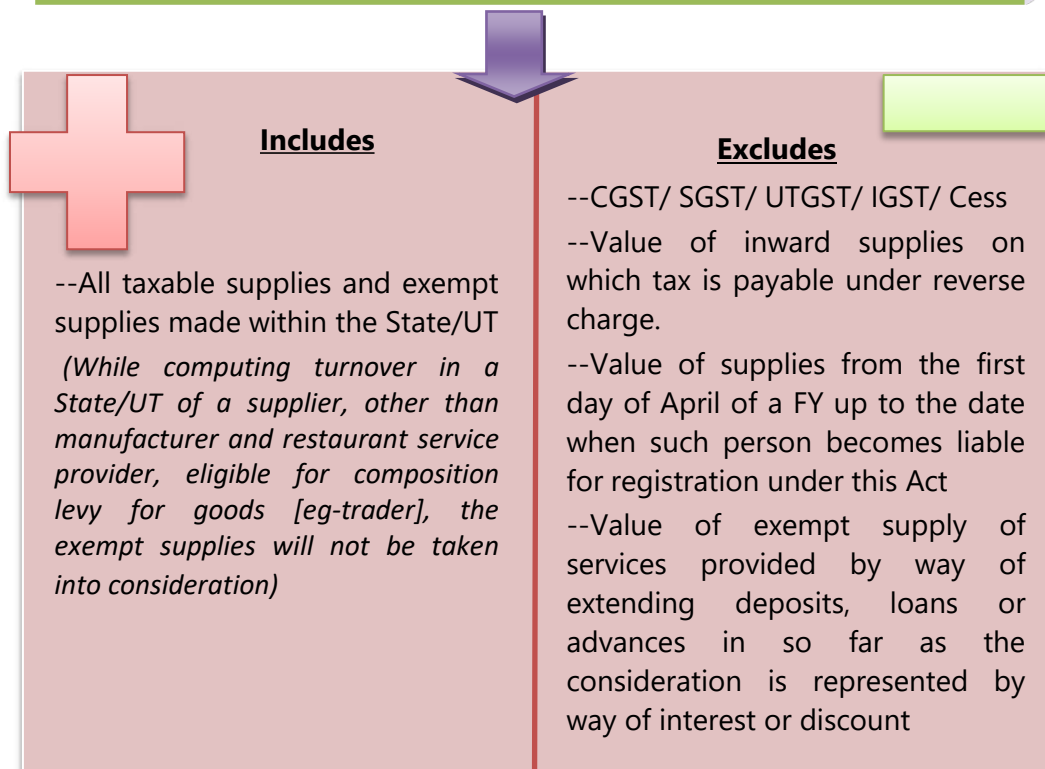 Includes
--All taxable supplies and exempt
supplies made within the State/UT
(While computing turnover in a
State/UT of a supplier, other than
manufacturer and restaurant service
provider, eligible for composition
levy for goods [eg-trader], the
exempt supplies will not be taken
into consideration)
Excludes
--CGST/ SGST/ UTGST/ IGST/ Cess
--Value of inward supplies on
which tax is payable under reverse
charge.
--Value of supplies from the first
day of April of a FY up to the date
when such person becomes liable
for registration under this Act
--Value of exempt supply of
services provided by way of
extending deposits, loans or
advances in so far as the
consideration is represented by
way of interest or discount